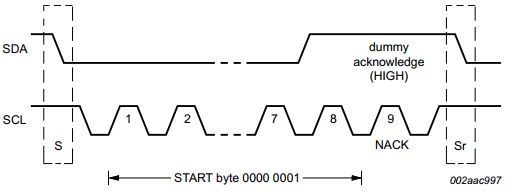 SDA
dummy
acknowledge
(HIGH)
SCL
1
2
7
8
9
S
NACK
Sr
START byte 0000 0001
002aac997